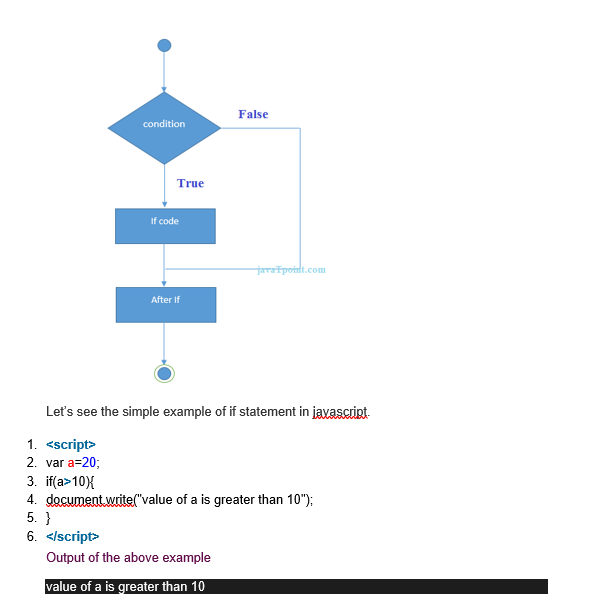 condition
False
True
If code
javaTpoint.com
After If
Let's see the simple example of if statement in javascript.
1. <script>
2. var a=20;
3. if(a>10){
4. document.write("value of a is greater than 10");
5. }
6. </script>
Output of the above example
value of a is greater than 10